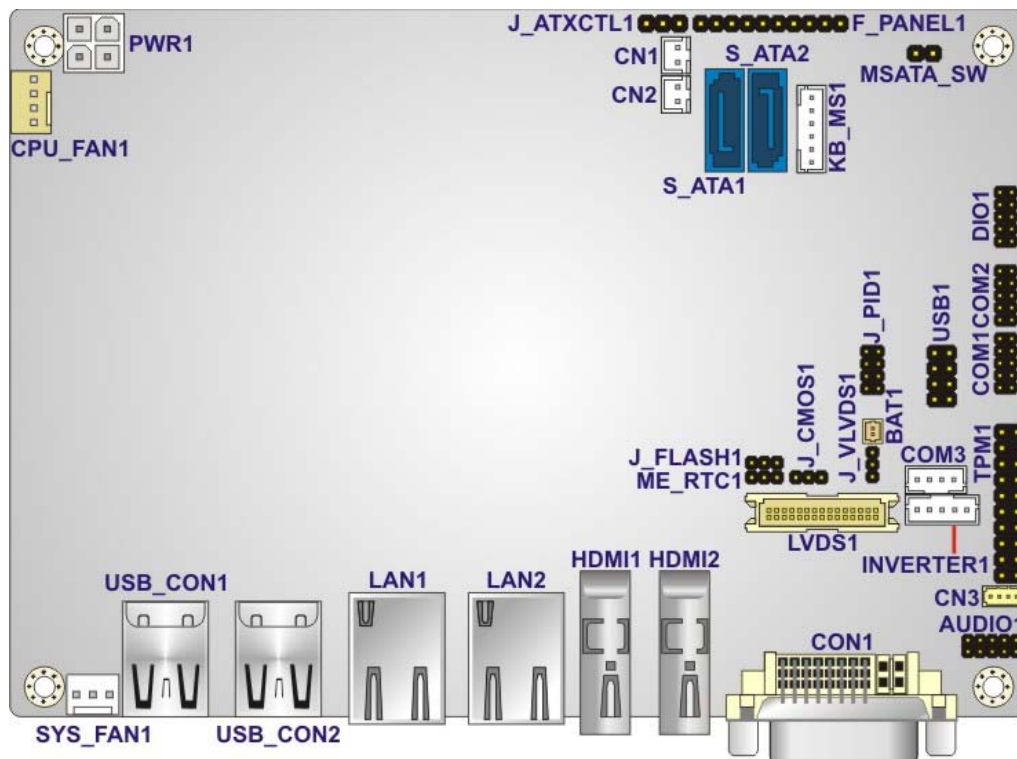 J_ATXCTL1
F_PANEL1
PWR1
CN1
S_ATA2
MSATA_SW
CN2
KB_MS1
CPU_FAN1
S_ATA1
DIO1
COM2
USB1
J_PID1
COM1
J_CMOS1
J_VLVDS1
BAT1
TPM1
COM3
J_FLASH1
ME_RTC1
LVDS1
INVERTER1
HDMI1
HDMI2
USB_CON1
LAN1
LAN2
CN3
AUDIO1
CON1
SYS_FAN1
USB_CON2